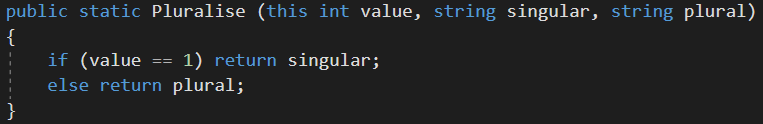 public static Pluralise (this int value, string singular, string plural)
{
if (value == 1) return singular;
else return plural;
}